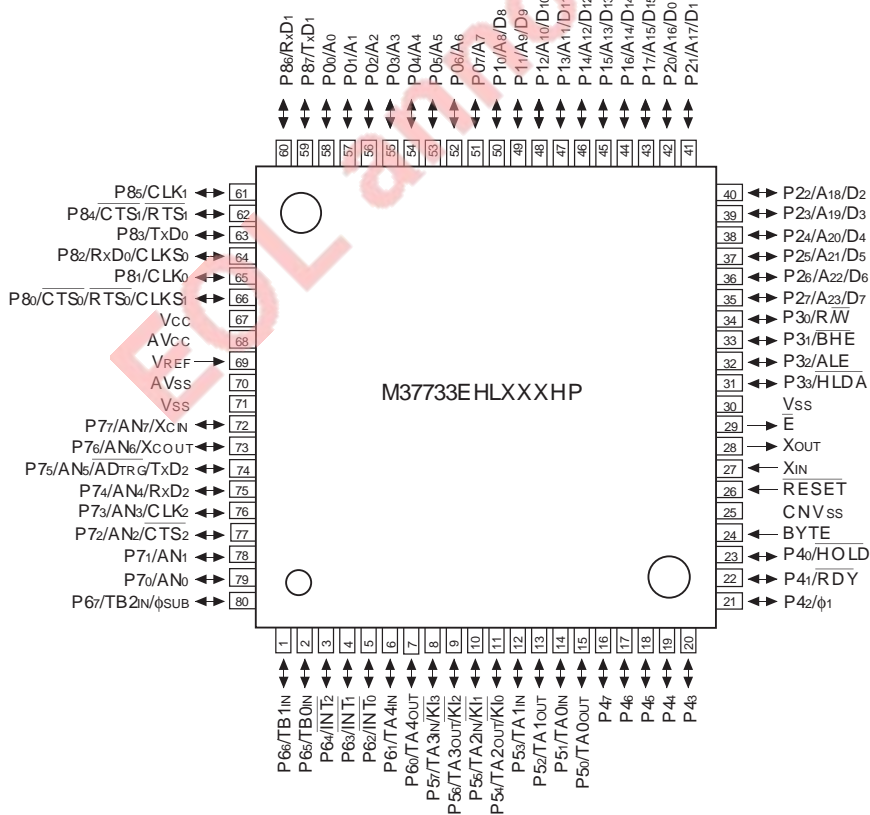 P86/RxD1
P87/TxD1
P00/A0
P01/A1
P02/A2
P03/A3
P04/A4
P05/A5
P06/A6
P07/A7
P10/A8/D8
P11/A9/D9
P12/A10/D10
P13/A11/D11
P14/A12/D12
P15/A13/D13
P16/A14/D14
P17/A15/D15
P20/A16/D0
P21/A17/D1
60 59 58 57 56 55 54 53 52 51 50 49 48 47 46 45 44 43 42 41
P85/CLK1 61
P84/CTS1/RTS1 62
P83/TxD0 63
P82/RxD0/CLKS0 64
P81/CLK0 65
P80/CTS0/RTS0/CLKS1 66
Vcc 67
AVcc 68
VREF 69
AVss 70
Vss 71
P77/AN7/XCIN 72
P76/AN6/XCOUT 73
P75/AN5/ADTRG/TxD2 74
P74/AN4/RxD2 75
P73/AN3/CLK2 76
P72/AN2/CTS2 77
P71/AN1 78
P70/AN0 79
P67/TB2IN/ϕSUB 80
M37733EHLXXXHP
40 P22/A18/D2
39 P23/A19/D3
38 P24/A20/D4
37 P25/A21/D5
36 P26/A22/D6
35 P27/A23/D7
34 P30/R/W
33 P31/BHE
32 P32/ALE
31 P33/HLDA
30 Vss
29 E
28 XOUT
27 XIN
26 RESET
25 CNVss
24 BYTE
23 P40/HOLD
22 P41/RDY
21 P42/ϕ1
1 2 3 4 5 6 7 8 9 10 11 12 13 14 15 16 17 18 19 20
P66/TB1IN
P65/TB0IN
P64/INT2
P63/INT1
P62/INT0
P61/TA4IN
P60/TA4OUT
P57/TA3IN/KI3
P56/TA3OUT/KI2
P56/TA2IN/KI1
P54/TA2OUT/KI0
P53/TA1IN
P52/TA1OUT
P51/TA0IN
P50/TA0OUT
P47
P46
P45
P44
P43
EOL anno